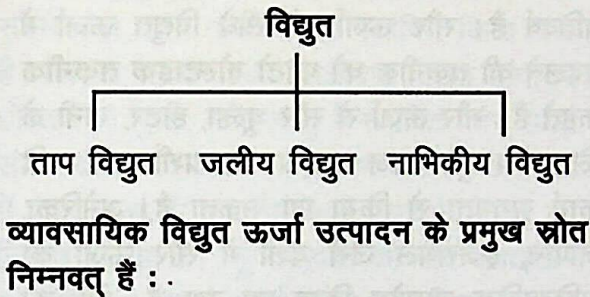 विद्युत
ताप विद्युत जलीय विद्युत नाभिकीय विद्युत
व्यावसायिक विद्युत ऊर्जा उत्पादन के प्रमुख स्रोत
निम्नवत् हैं :